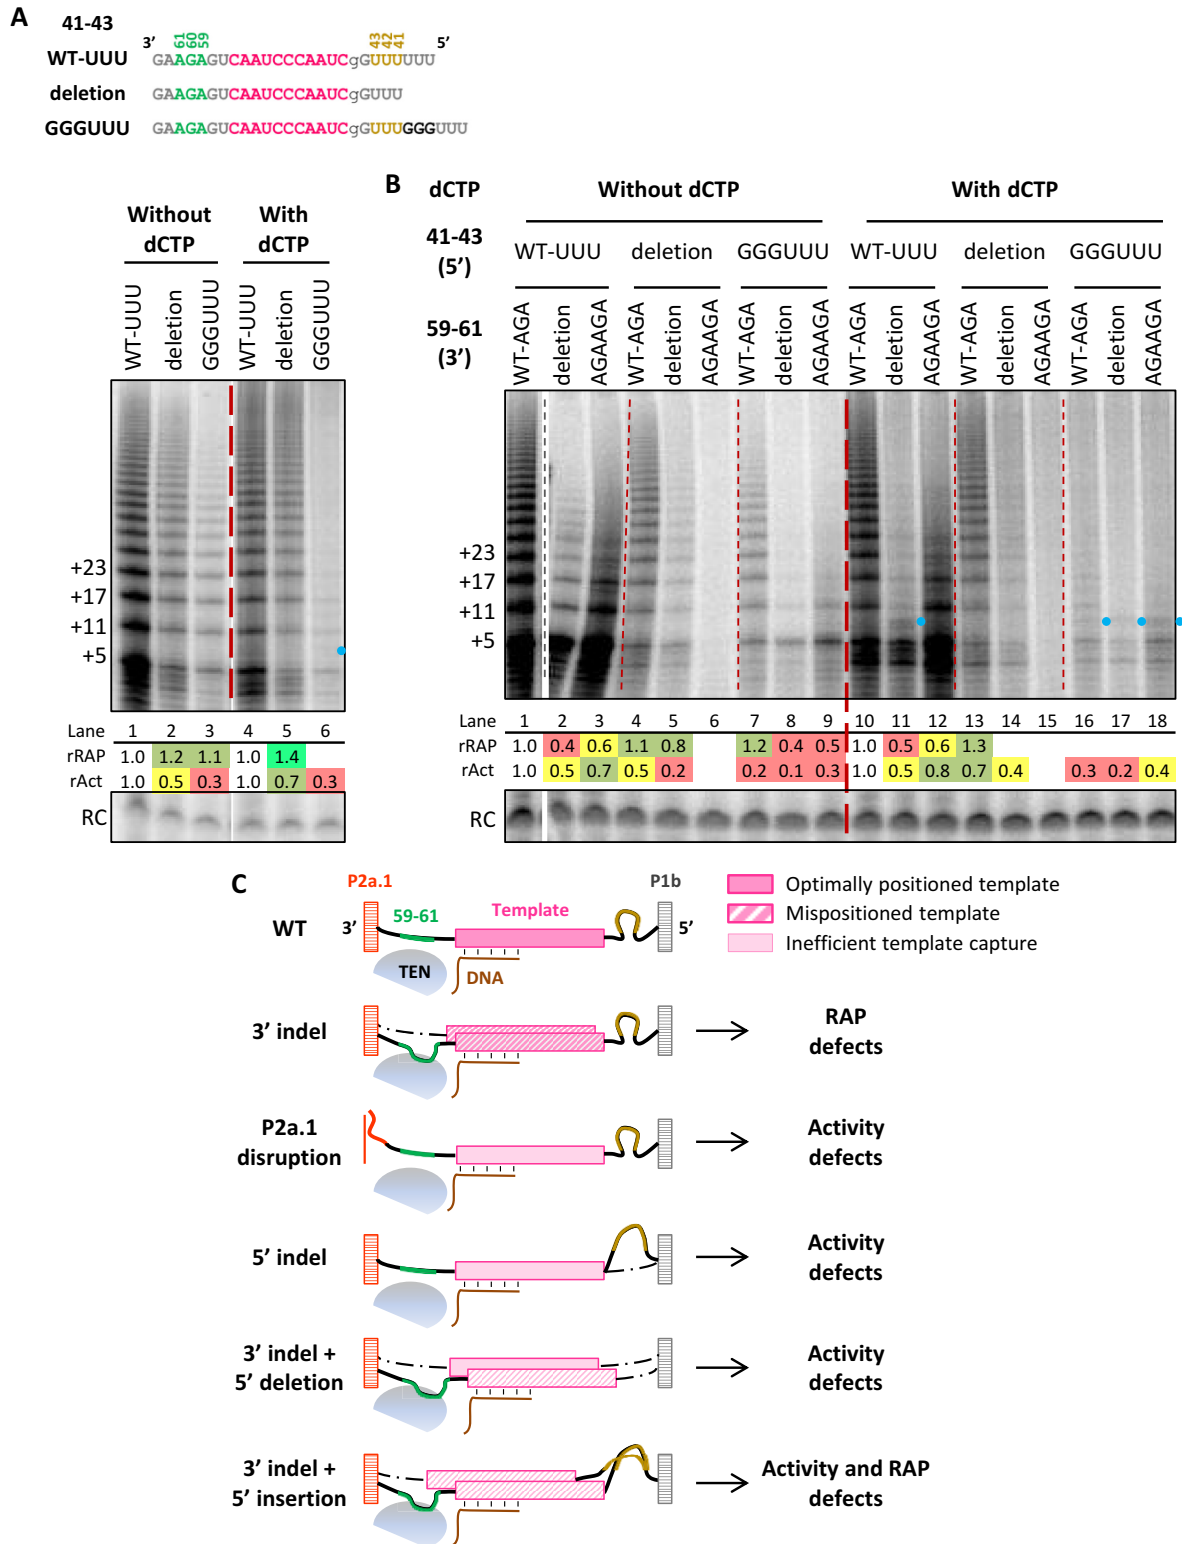 A
41-43
61 60 59
43 42 41
3’ 5’
WT-UUU GAAGAGUCAAUCCCAAUCgGUUUUUU
deletion GAAGAGUCAAUCCCAAUCgGUUU
GGGUUU GAAGAGUCAAUCCCAAUCgGUUUGGGUUU
Without dCTP With dCTP
WT-UUU deletion GGGUUU WT-UUU deletion GGGUUU
+23
+17
+11
+5
Lane 1 2 3 4 5 6
rRAP 1.0 1.2 1.1 1.0 1.4
rAct 1.0 0.5 0.3 1.0 0.7 0.3
RC
B
dCTP Without dCTP With dCTP
41-43 (5’) WT-UUU deletion GGGUUU WT-UUU deletion GGGUUU
59-61 (3’) WT-AGA deletion AGAAGA WT-AGA deletion AGAAGA WT-AGA deletion AGAAGA WT-AGA deletion AGAAGA WT-AGA deletion AGAAGA WT-AGA deletion AGAAGA
+23
+17
+11
+5
Lane 1 2 3 4 5 6 7 8 9 10 11 12 13 14 15 16 17 18
rRAP 1.0 0.4 0.6 1.1 0.8 1.2 0.4 0.5 1.0 0.5 0.6 1.3
rAct 1.0 0.5 0.7 0.5 0.2 0.2 0.1 0.3 1.0 0.5 0.8 0.7 0.4 0.3 0.2 0.4
RC
C
P2a.1 P1b
WT 3’ 59-61 Template 5’
TEN DNA
Optimally positioned template
Mispositioned template
Inefficient template capture
3’ indel
RAP
defects
P2a.1
disruption
Activity
defects
5’ indel
Activity
defects
3’ indel +
5’ deletion
Activity
defects
3’ indel +
5’ insertion
Activity and RAP
defects